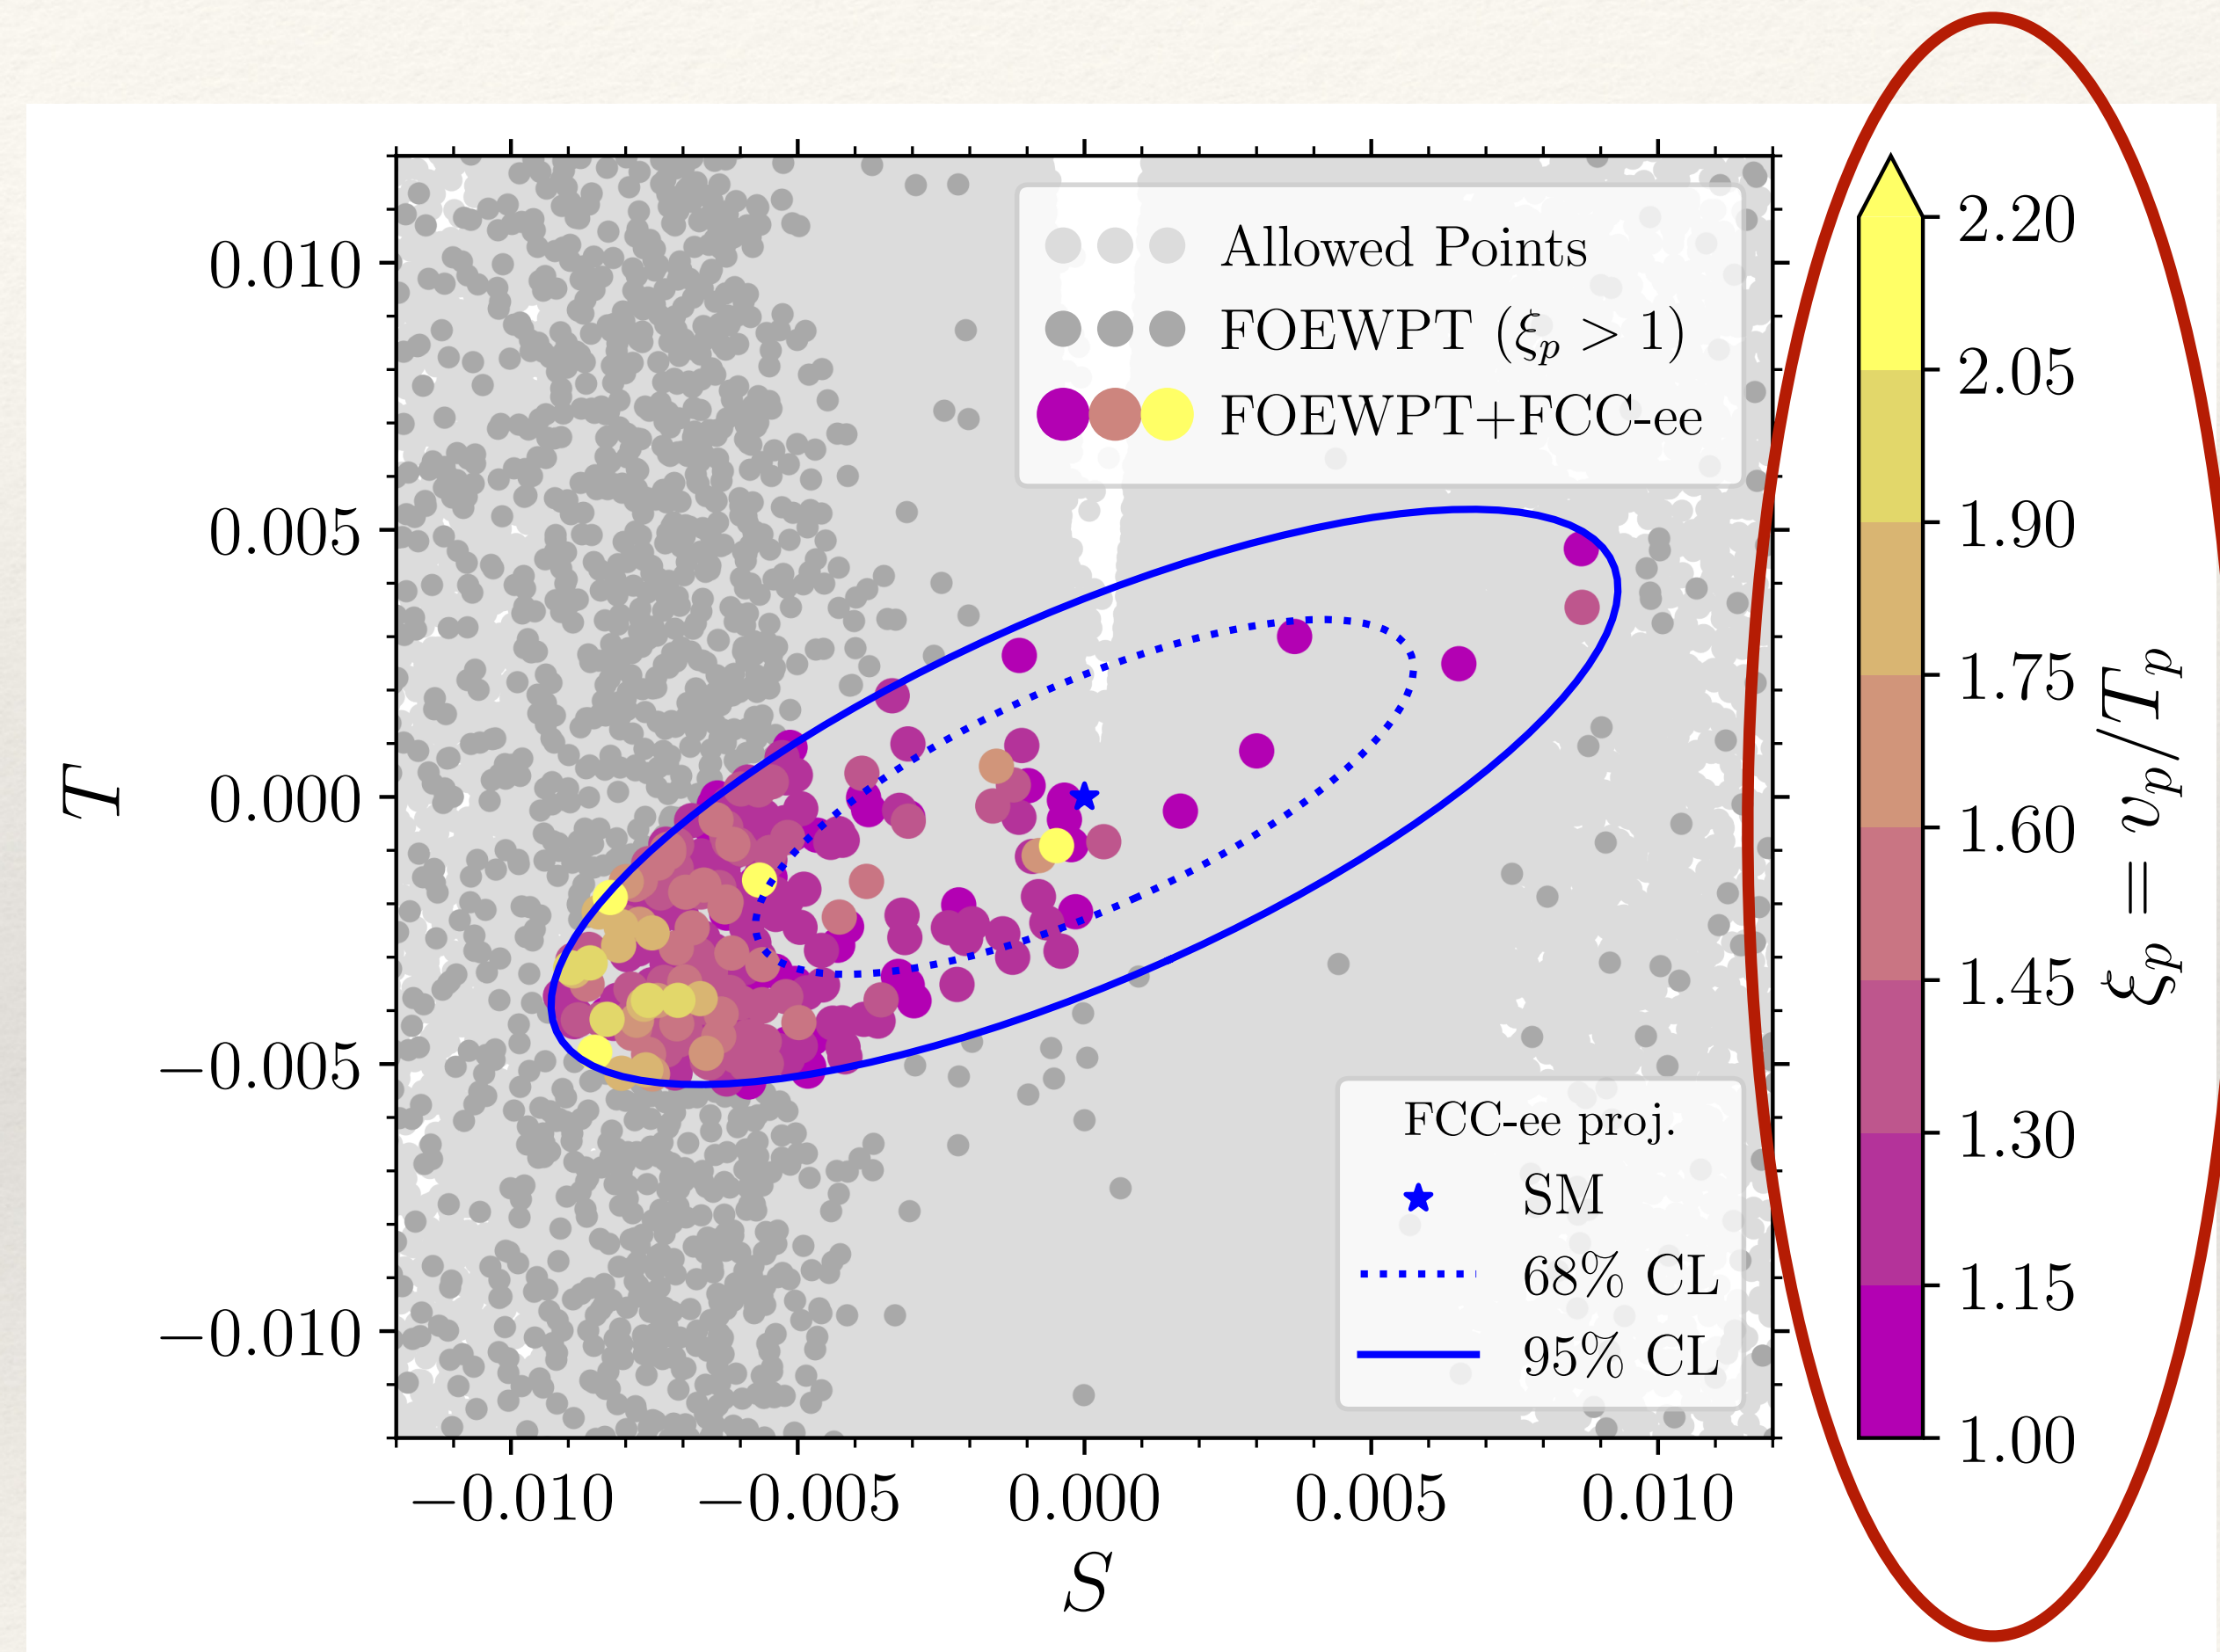 Allowed Points
FOEWPT (ξₚ > 1)
FOEWPT+FCC-ee
FCC-ee proj.
SM
68% CL
95% CL
T
0.010
0.005
0.000
−0.005
−0.010
−0.010 −0.005 0.000 0.005 0.010
S
2.20
2.05
1.90
1.75
1.60
1.45
1.30
1.15
1.00
ξₚ = vₚ/Tₚ